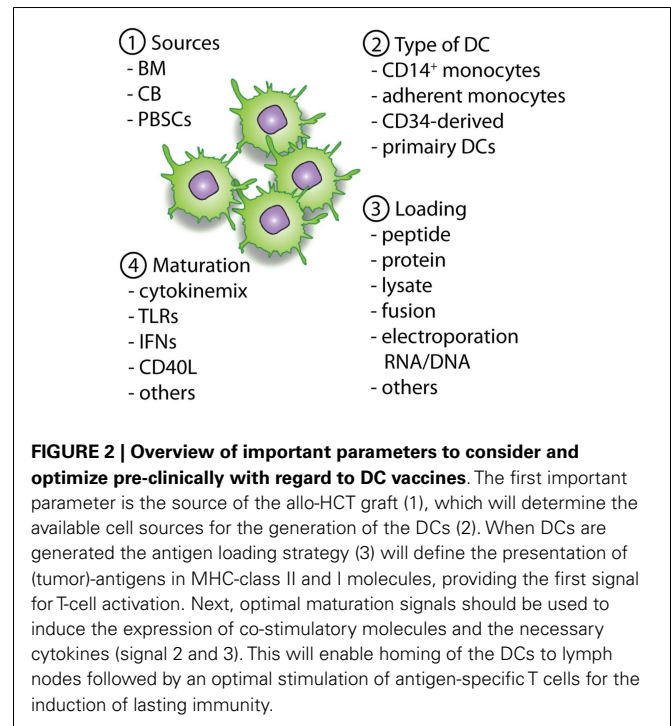 ① Sources
- BM
- CB
- PBSCs
② Type of DC
- CD14⁺ monocytes
- adherent monocytes
- CD34-derived
- primairy DCs
③ Loading
- peptide
- protein
- lysate
- fusion
- electroporation
RNA/DNA
- others
④ Maturation
- cytokinemix
- TLRs
- IFNs
- CD40L
- others
FIGURE 2 | Overview of important parameters to consider and
optimize pre-clinically with regard to DC vaccines. The first important
parameter is the source of the allo-HCT graft (1), which will determine the
available cell sources for the generation of the DCs (2). When DCs are
generated the antigen loading strategy (3) will define the presentation of
(tumor)-antigens in MHC-class II and I molecules, providing the first signal
for T-cell activation. Next, optimal maturation signals should be used to
induce the expression of co-stimulatory molecules and the necessary
cytokines (signal 2 and 3). This will enable homing of the DCs to lymph
nodes followed by an optimal stimulation of antigen-specific T cells for the
induction of lasting immunity.